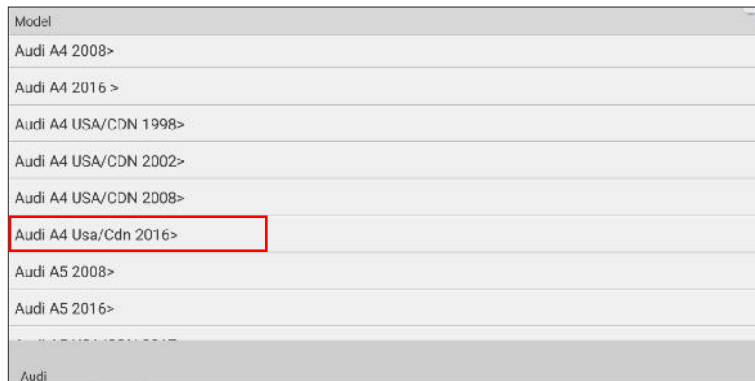 Model
Audi A4 2008>
Audi A4 2016 >
Audi A4 USA/CDN 1998>
Audi A4 USA/CDN 2002>
Audi A4 USA/CDN 2008>
Audi A4 Usa/Cdn 2016>
Audi A5 2008>
Audi A5 2016>
Audi